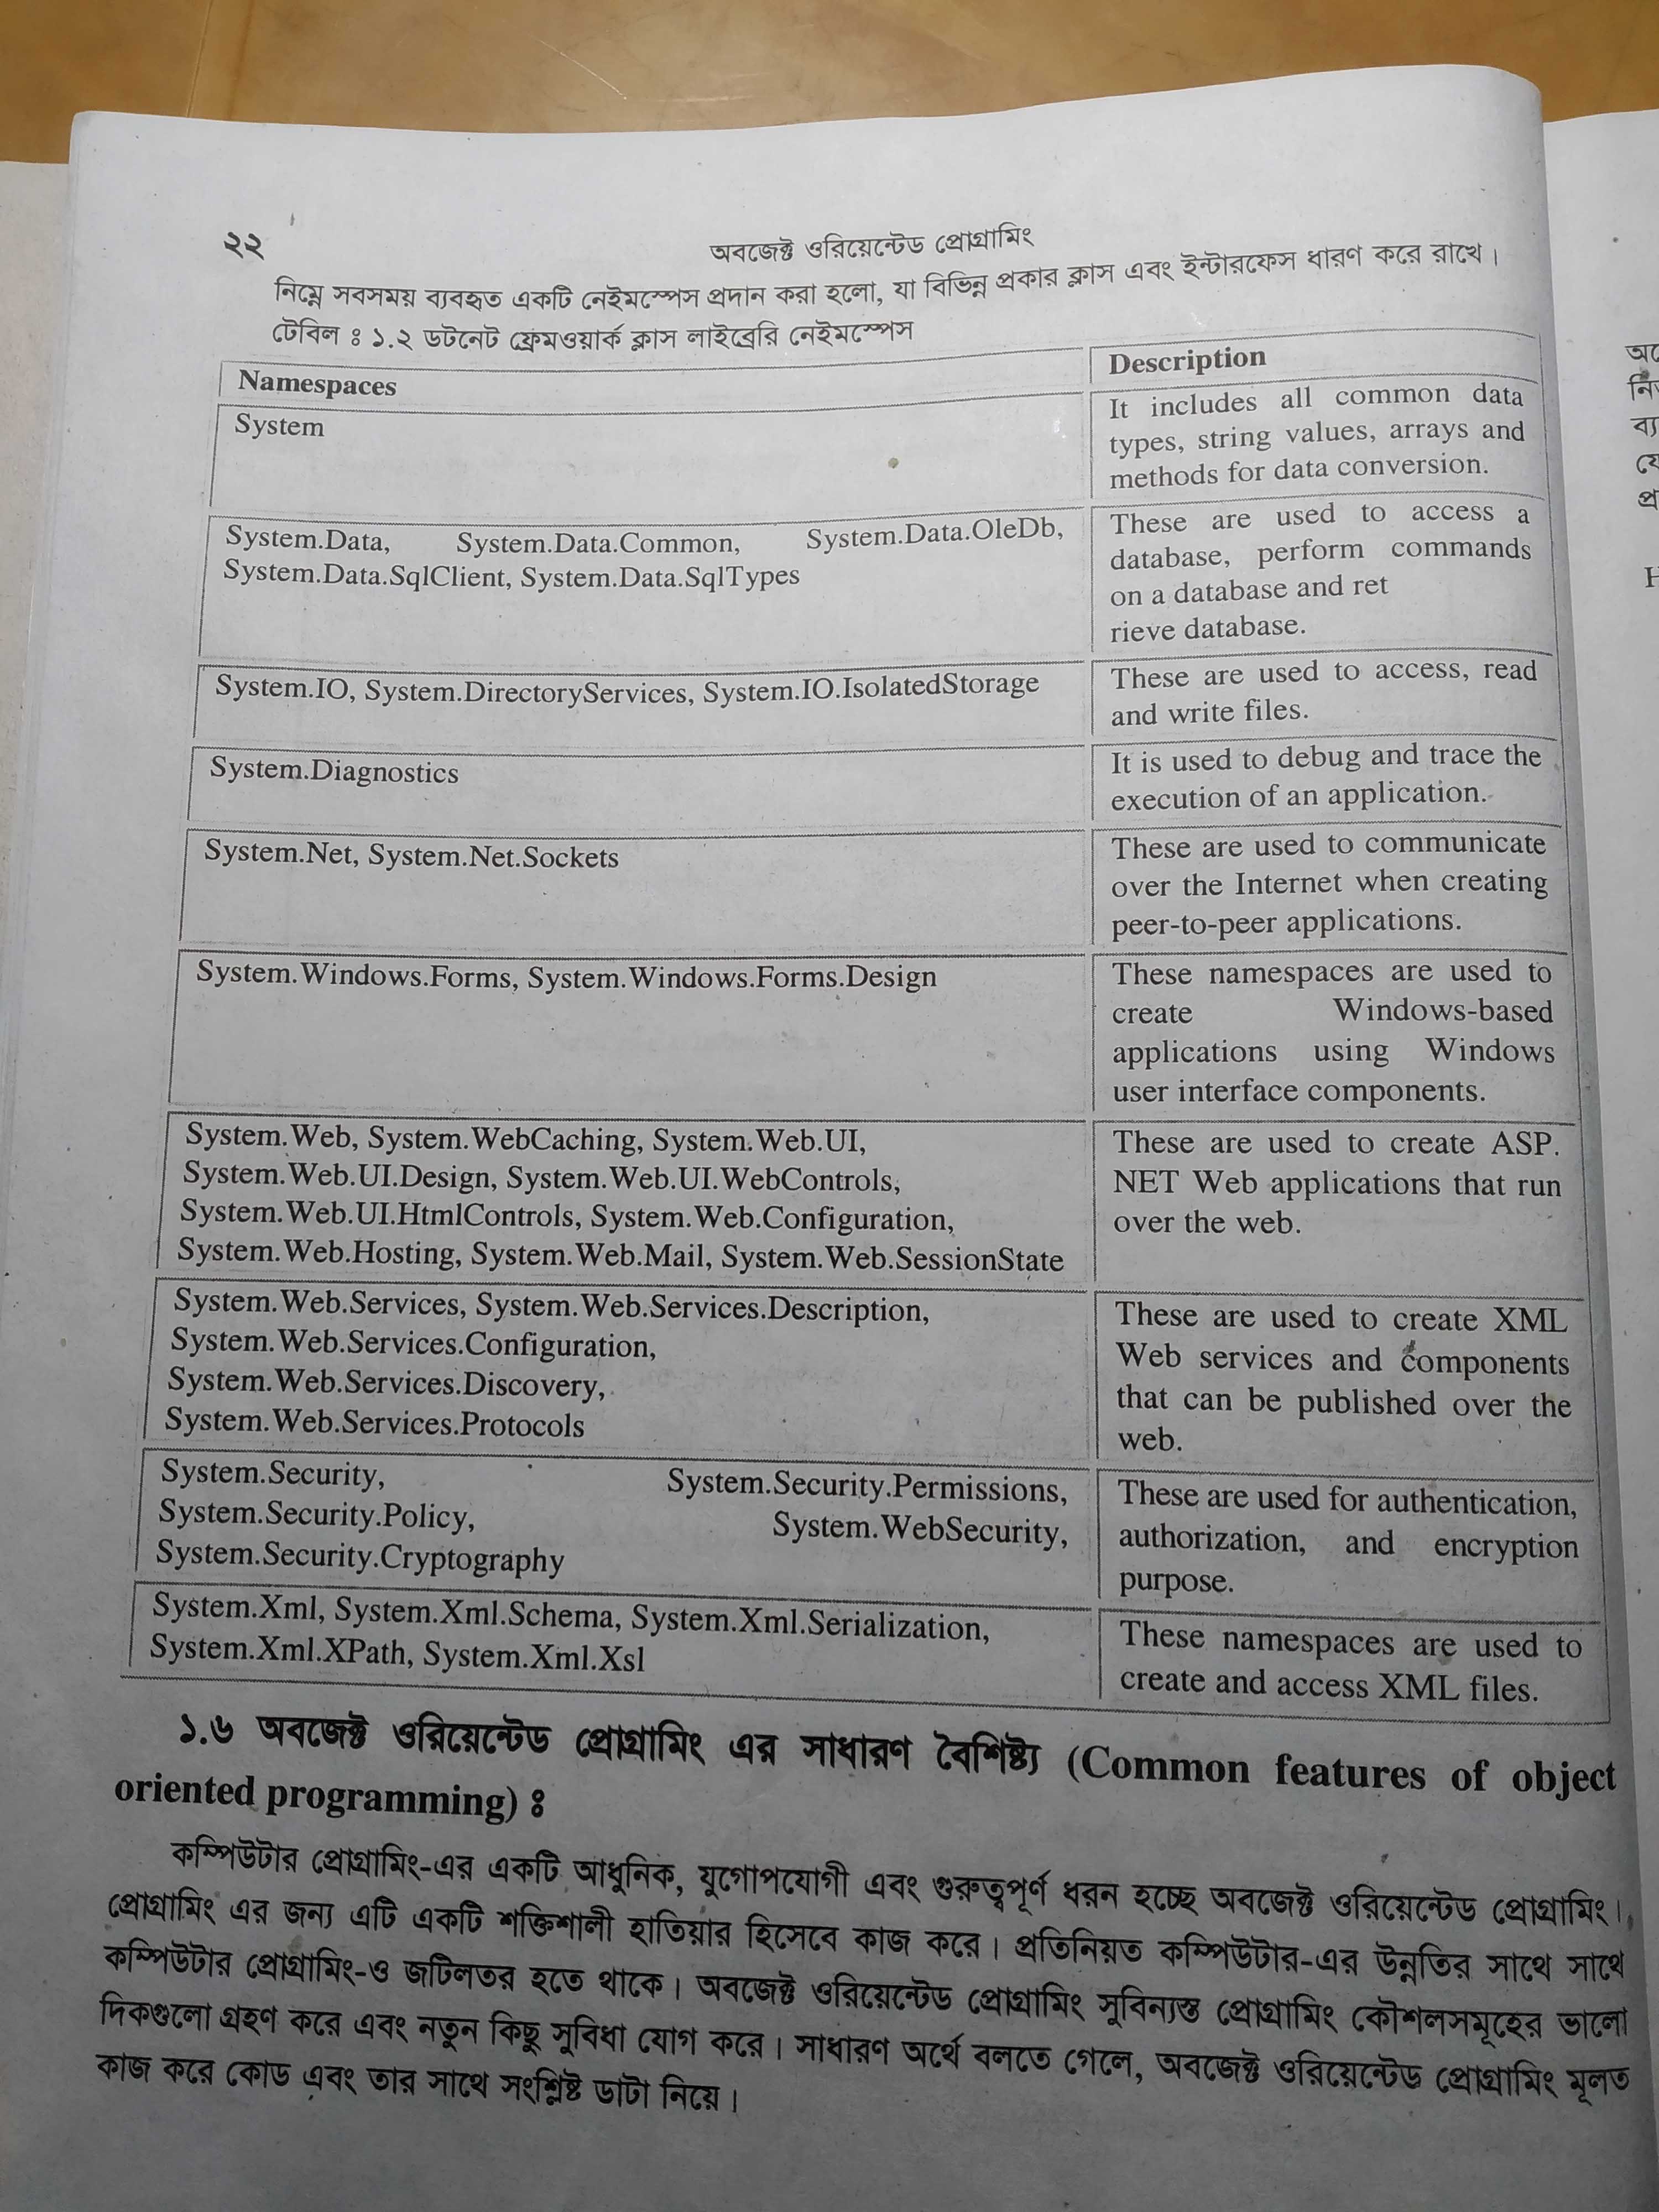 ২২
অবজেক্ট ওরিয়েন্টেড প্রোগ্রামিং
নিম্নে সবসময় ব্যবহৃত একটি নেইমস্পেস প্রদান করা হলো, যা বিভিন্ন প্রকার ক্লাস এবং ইন্টারফেস ধারণ করে রাখে।
টেবিল ঃ ১.২ ডটনেট ফ্রেমওয়ার্ক ক্লাস লাইব্রেরি নেইমস্পেস
Namespaces
Description
System
It includes all common data
types, string values, arrays and
methods for data conversion.
System.Data, System.Data.Common, System.Data.OleDb,
System.Data.SqlClient, System.Data.SqlTypes
These are used to access a
database, perform commands
on a database and ret
rieve database.
System.IO, System.DirectoryServices, System.IO.IsolatedStorage
These are used to access, read
and write files.
System.Diagnostics
It is used to debug and trace the
execution of an application.
System.Net, System.Net.Sockets
These are used to communicate
over the Internet when creating
peer-to-peer applications.
System.Windows.Forms, System.Windows.Forms.Design
These namespaces are used to
create Windows-based
applications using Windows
user interface components.
System.Web, System.WebCaching, System.Web.UI,
System.Web.UI.Design, System.Web.UI.WebControls,
System.Web.UI.HtmlControls, System.Web.Configuration,
System.Web.Hosting, System.Web.Mail, System.Web.SessionState
These are used to create ASP.
NET Web applications that run
over the web.
System.Web.Services, System.Web.Services.Description,
System.Web.Services.Configuration,
System.Web.Services.Discovery,
System.Web.Services.Protocols
These are used to create XML
Web services and components
that can be published over the
web.
System.Security, System.Security.Permissions,
System.Security.Policy, System.WebSecurity,
System.Security.Cryptography
These are used for authentication,
authorization, and encryption
purpose.
System.Xml, System.Xml.Schema, System.Xml.Serialization,
System.Xml.XPath, System.Xml.Xsl
These namespaces are used to
create and access XML files.
১.৬ অবজেক্ট ওরিয়েন্টেড প্রোগ্রামিং এর সাধারণ বৈশিষ্ট্য (Common features of object
oriented programming) ঃ
কম্পিউটার প্রোগ্রামিং-এর একটি আধুনিক, যুগোপযোগী এবং গুরুত্বপূর্ণ ধরন হচ্ছে অবজেক্ট ওরিয়েন্টেড প্রোগ্রামিং।
প্রোগ্রামিং এর জন্য এটি একটি শক্তিশালী হাতিয়ার হিসেবে কাজ করে। প্রতিনিয়ত কম্পিউটার-এর উন্নতির সাথে সাথে
কম্পিউটার প্রোগ্রামিং-ও জটিলতর হতে থাকে। অবজেক্ট ওরিয়েন্টেড প্রোগ্রামিং সুবিন্যস্ত প্রোগ্রামিং কৌশলসমূহের ভালো
দিকগুলো গ্রহণ করে এবং নতুন কিছু সুবিধা যোগ করে। সাধারণ অর্থে বলতে গেলে, অবজেক্ট ওরিয়েন্টেড প্রোগ্রামিং মূলত
কাজ করে কোড এবং তার সাথে সংশ্লিষ্ট ডাটা নিয়ে।